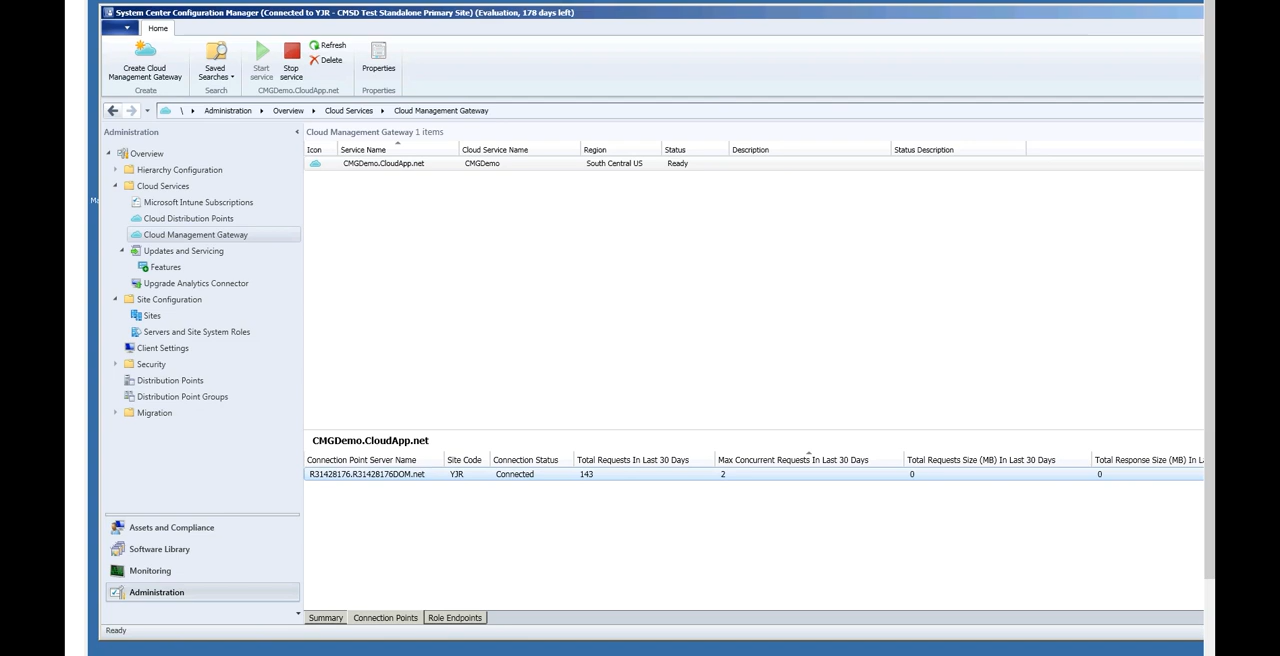 System Center Configuration Manager (Connected to YJR - CMSD Test Standalone Primary Site) (Evaluation, 178 days left)
Home
Create Cloud
Management Gateway
Saved
Searches
Start
service
Stop
service
Refresh
Delete
Properties
Create
Search
CMGDemo.CloudApp.net
Properties
\ Administration Overview Cloud Services Cloud Management Gateway
Administration
Overview
Hierarchy Configuration
Cloud Services
Microsoft Intune Subscriptions
Cloud Distribution Points
Cloud Management Gateway
Updates and Servicing
Features
Upgrade Analytics Connector
Site Configuration
Sites
Servers and Site System Roles
Client Settings
Security
Distribution Points
Distribution Point Groups
Migration
Assets and Compliance
Software Library
Monitoring
Administration
Cloud Management Gateway 1 items
Icon Service Name Cloud Service Name Region Status Description Status Description
CMGDemo.CloudApp.net CMGDemo South Central US Ready
CMGDemo.CloudApp.net
Connection Point Server Name Site Code Connection Status Total Requests In Last 30 Days Max Concurrent Requests In Last 30 Days Total Requests Size (MB) In Last 30 Days Total Response Size (MB) In L
R31428176.R31428176DOM.net YJR Connected 143 2 0 0
Summary Connection Points Role Endpoints
Ready